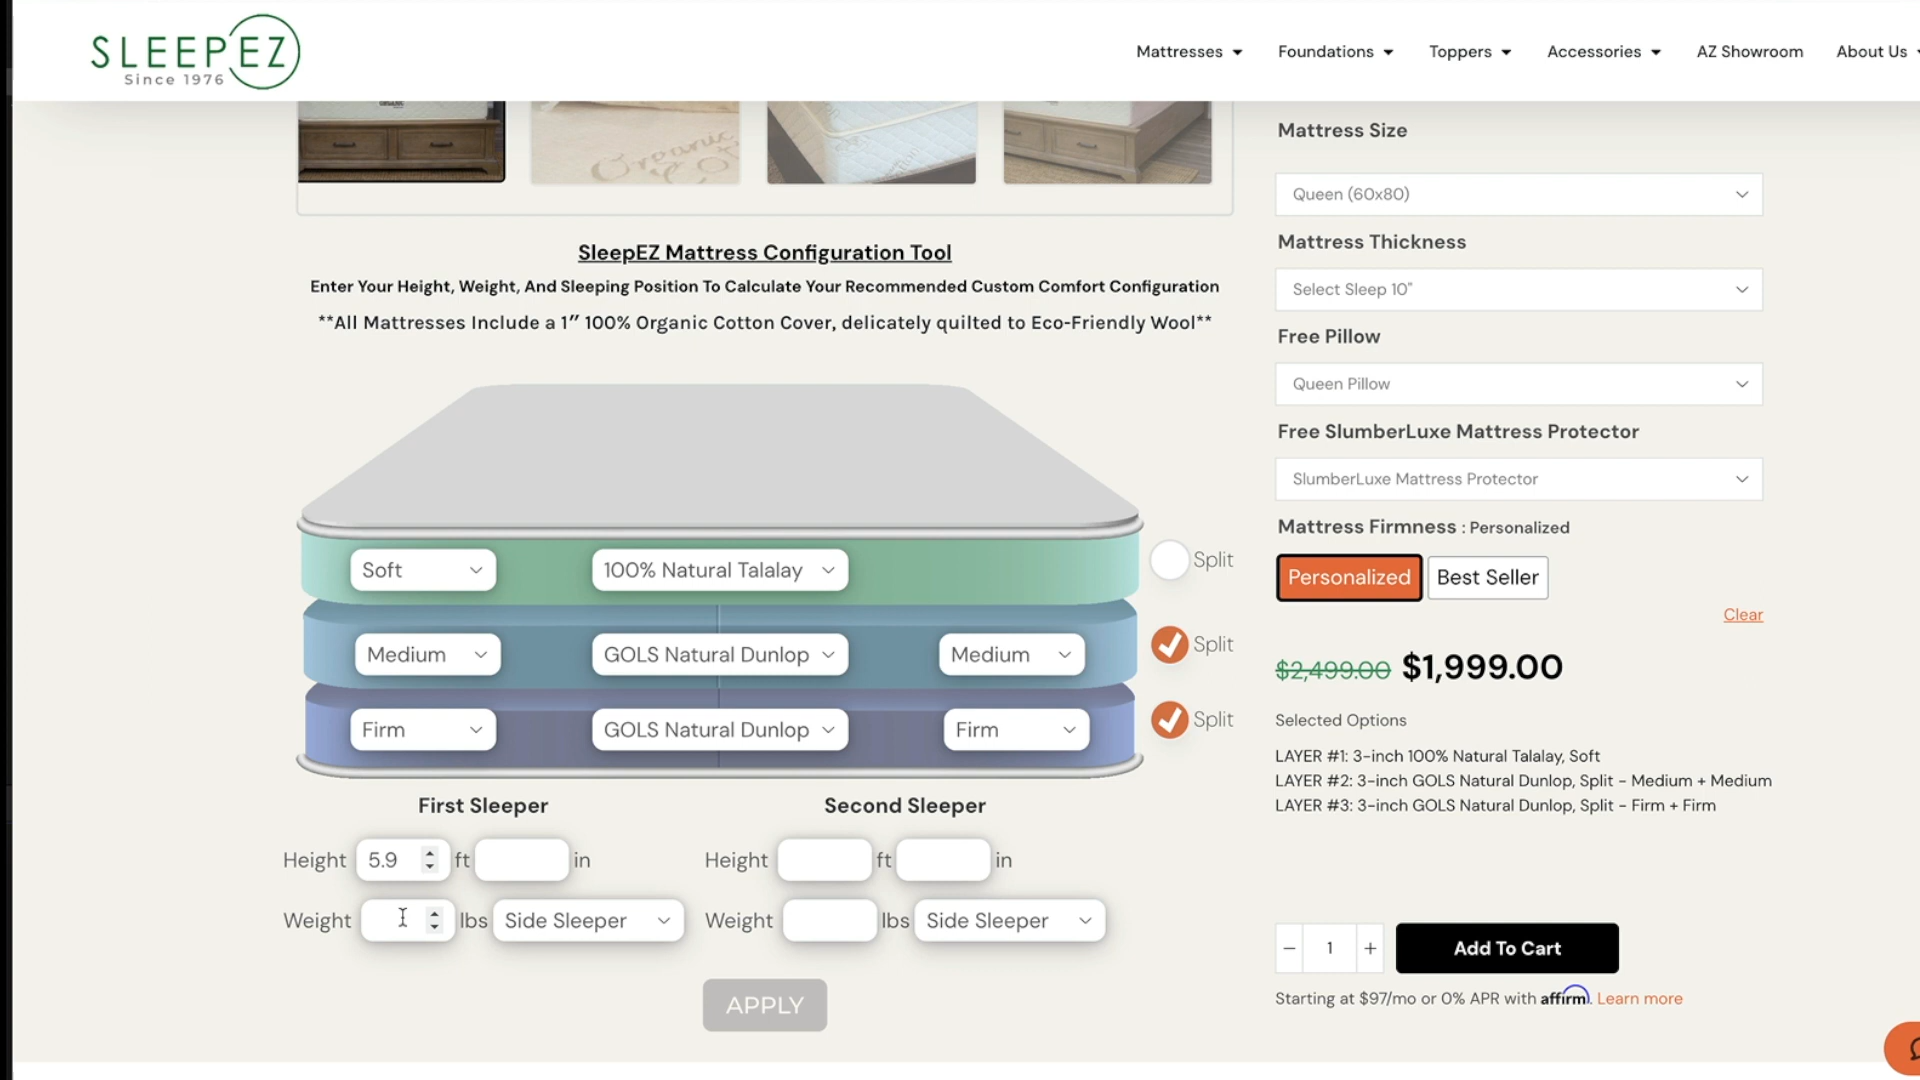 SLEEPEZ
Since 1976
Mattresses
Foundations
Toppers
Accessories
AZ Showroom
About Us
ORGANIC
Organic
SleepEZ Mattress Configuration Tool
Enter Your Height, Weight, And Sleeping Position To Calculate Your Recommended Custom Comfort Configuration
**All Mattresses Include a 1″ 100% Organic Cotton Cover, delicately quilted to Eco-Friendly Wool**
Soft
100% Natural Talalay
Split
Medium
GOLS Natural Dunlop
Medium
Split
Firm
GOLS Natural Dunlop
Firm
Split
First Sleeper
Height 5.9 ft in
Weight lbs Side Sleeper
Second Sleeper
Height ft in
Weight lbs Side Sleeper
APPLY
Mattress Size
Queen (60x80)
Mattress Thickness
Select Sleep 10"
Free Pillow
Queen Pillow
Free SlumberLuxe Mattress Protector
SlumberLuxe Mattress Protector
Mattress Firmness : Personalized
Personalized
Best Seller
Clear
$2,499.00 $1,999.00
Selected Options
LAYER #1: 3-inch 100% Natural Talalay, Soft
LAYER #2: 3-inch GOLS Natural Dunlop, Split - Medium + Medium
LAYER #3: 3-inch GOLS Natural Dunlop, Split - Firm + Firm
− 1 +
Add To Cart
Starting at $97/mo or 0% APR with affirm. Learn more